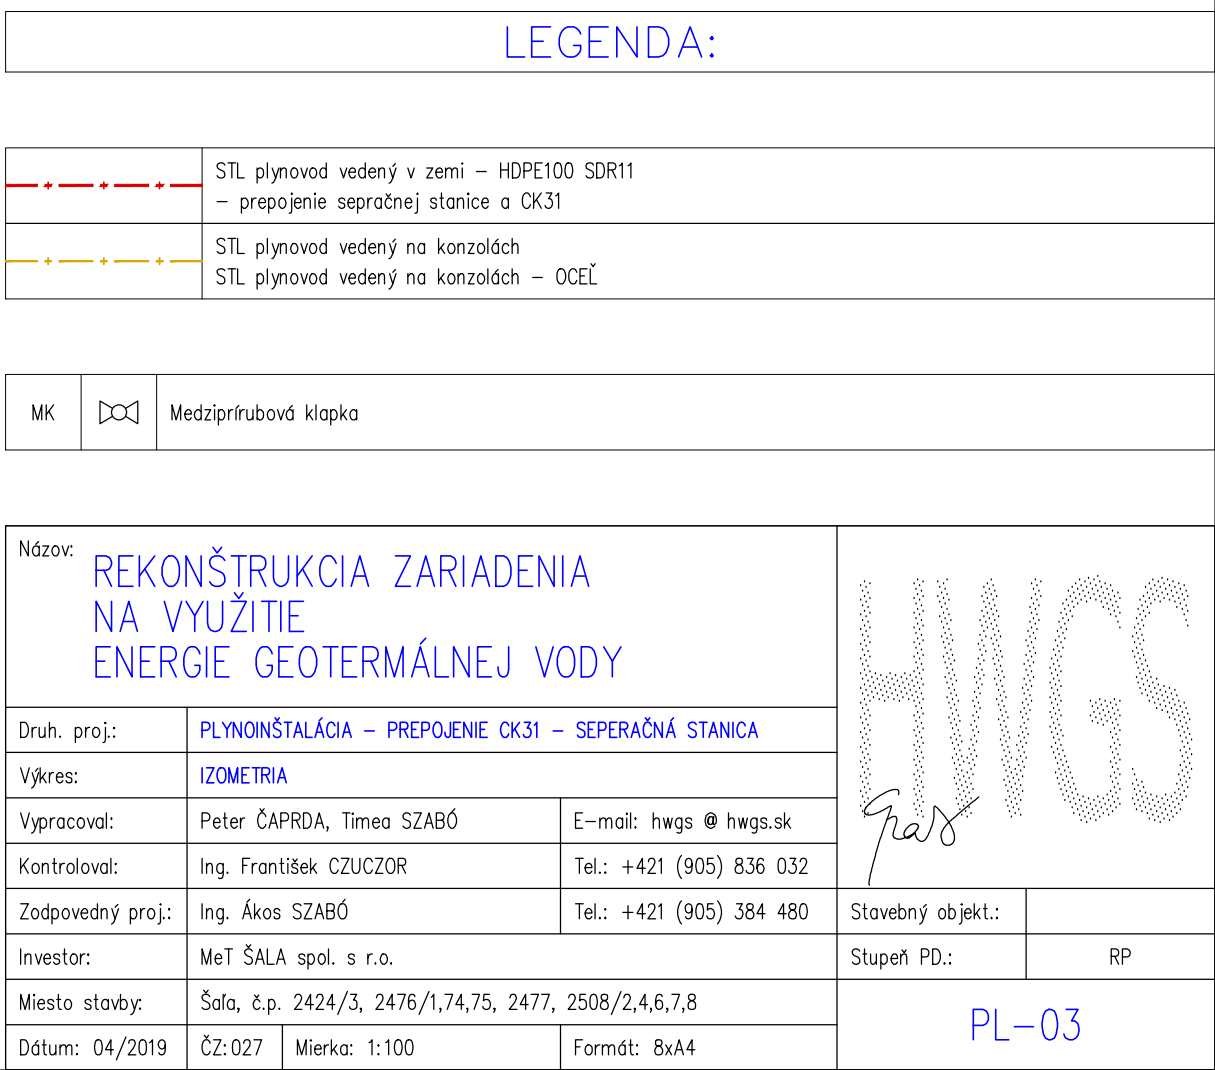 LEGENDA:
STL plynovod vedený v zemi – HDPE100 SDR11
– prepojenie sepračnej stanice a CK31
STL plynovod vedený na konzolách
STL plynovod vedený na konzolách – OCEĽ
MK Medziprírubová klapka
Názov:
REKONŠTRUKCIA ZARIADENIA
NA VYUŽITIE
ENERGIE GEOTERMÁLNEJ VODY
HWGS
Druh. proj.: PLYNOINŠTALÁCIA – PREPOJENIE CK31 – SEPERAČNÁ STANICA
Výkres: IZOMETRIA
Vypracoval: Peter ČAPRDA, Timea SZABÓ E-mail: hwgs @ hwgs.sk
Kontroloval: Ing. František CZUCZOR Tel.: +421 (905) 836 032
Zodpovedný proj.: Ing. Ákos SZABÓ Tel.: +421 (905) 384 480 Stavebný objekt.:
Investor: MeT ŠALA spol. s r.o. Stupeň PD.: RP
Miesto stavby: Šaľa, č.p. 2424/3, 2476/1,74,75, 2477, 2508/2,4,6,7,8
Dátum: 04/2019 ČZ:027 Mierka: 1:100 Formát: 8xA4
PL-03